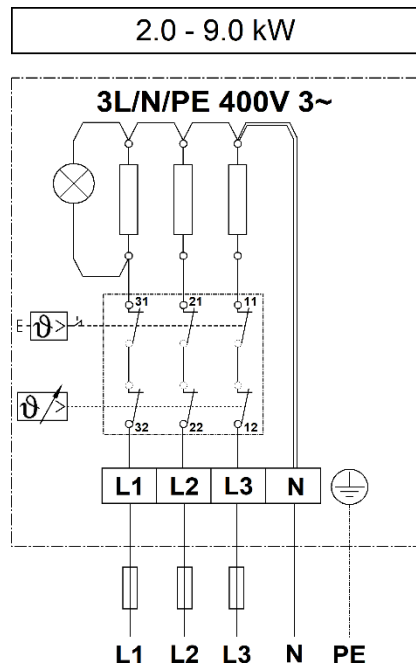 2.0 - 9.0 kW
3L/N/PE 400V 3~
31 21 11
E ϑ >
ϑ >
32 22 12
L1 L2 L3 N
L1 L2 L3 N PE